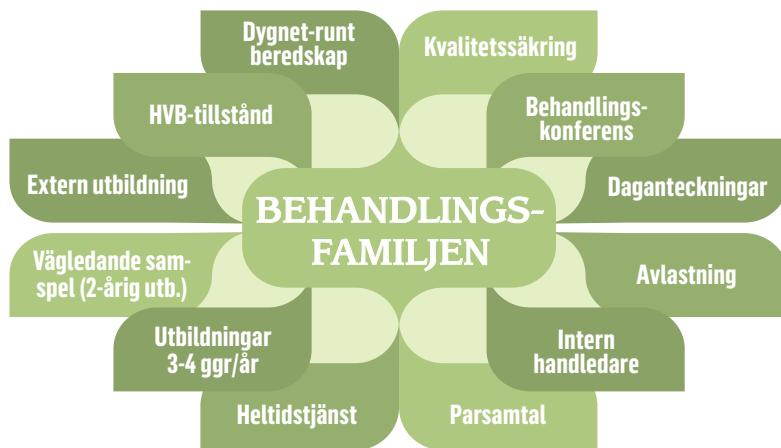 Dygnet-runt
beredskap
Kvalitetssäkring
HVB-tillstånd
Behandlings-
konferens
Extern utbildning
Daganteckningar
BEHANDLINGS-
FAMILJEN
Vägledande sam-
spel (2-årig utb.)
Avlastning
Utbildningar
3-4 ggr/år
Intern
handledare
Heltidstjänst
Parsamtal